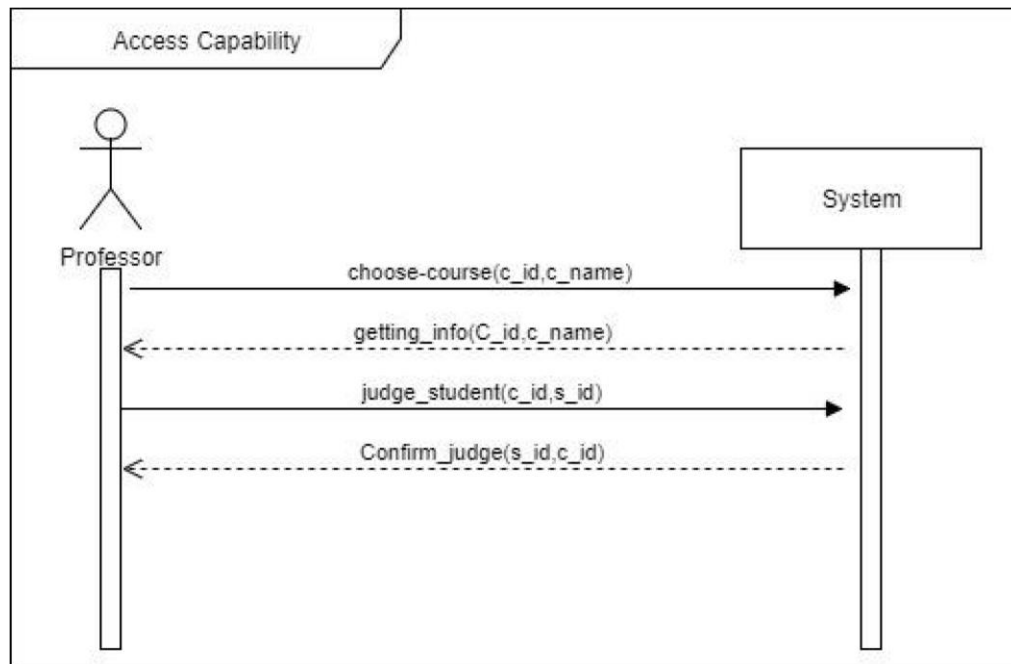 Access Capability
Professor
System
choose-course(c_id,c_name)
getting_info(C_id,c_name)
judge_student(c_id,s_id)
Confirm_judge(s_id,c_id)